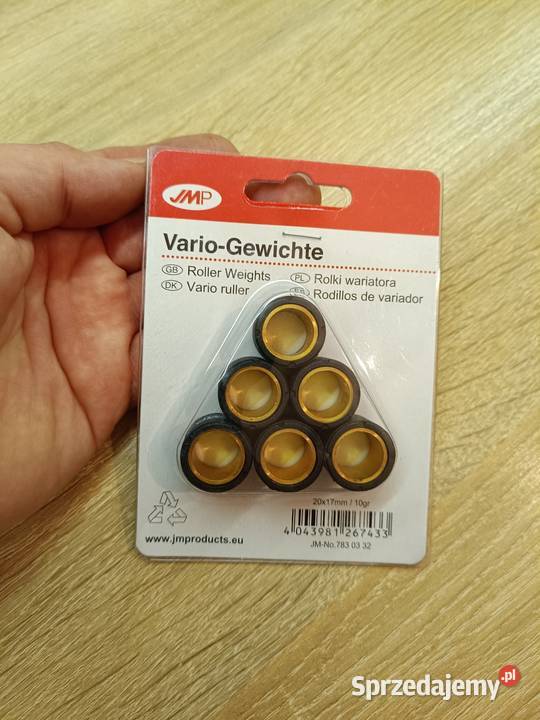 JMP
Vario-Gewichte
GB Roller Weights
PL Rolki wariatora
DK Vario ruller
Rodillos de variador
20x17mm / 10gr
4 043981 267433
JM-No.783 03 32
www.jmproducts.eu
Sprzedajemy.pl